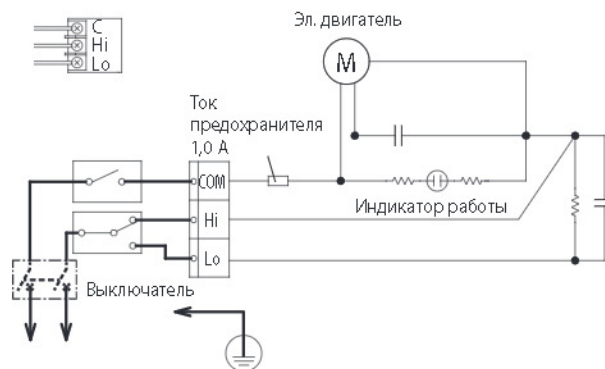 Эл. двигатель
C
Hi
Lo
M
Ток
предохранителя
1,0 А
COM
Hi
Lo
Индикатор работы
Выключатель